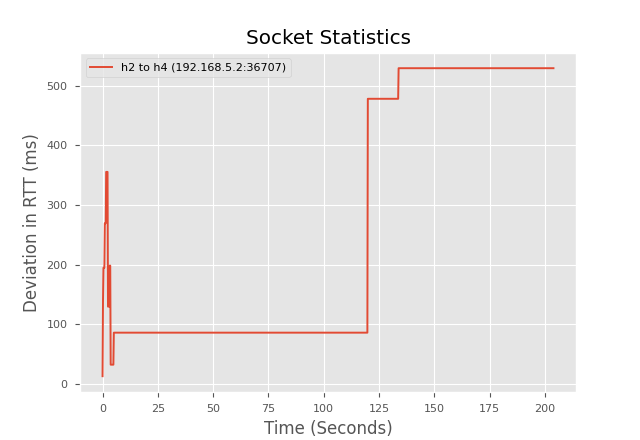 Socket Statistics
h2 to h4 (192.168.5.2:36707)
Deviation in RTT (ms)
500
400
300
200
100
0
0 25 50 75 100 125 150 175 200
Time (Seconds)